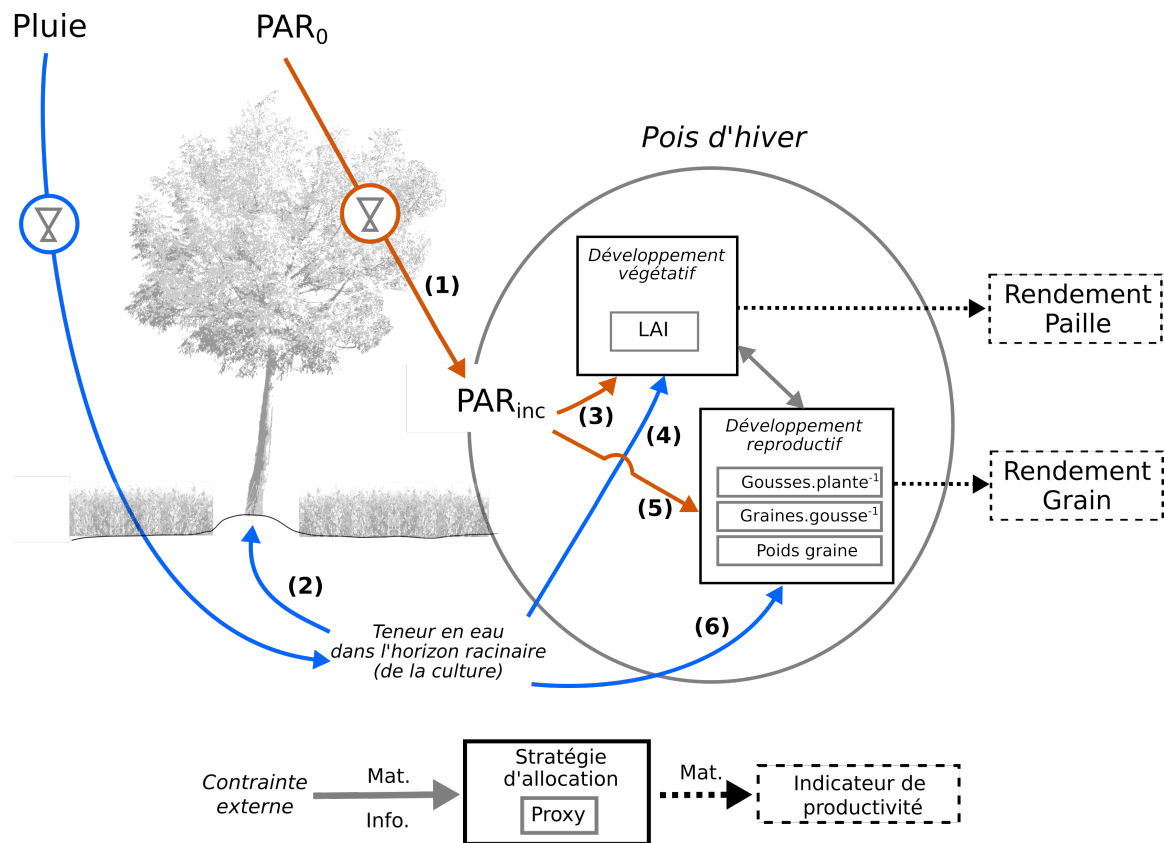 Pluie
PAR₀
Pois d'hiver
(1)
Développement
végétatif
LAI
Rendement
Paille
PARinc
(3)
(4)
(5)
Développement
reproductif
Gousses.plante⁻¹
Graines.gousse⁻¹
Poids graine
Rendement
Grain
(2)
Teneur en eau
dans l'horizon racinaire
(de la culture)
(6)
Contrainte
externe
Mat.
Info.
Stratégie
d'allocation
Proxy
Mat.
Indicateur de
productivité